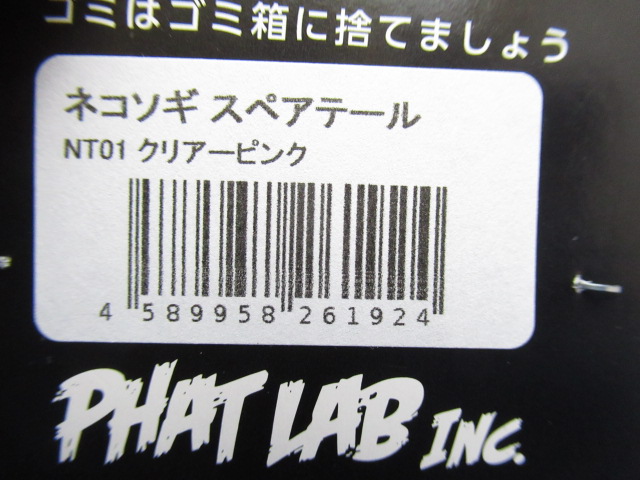 ゴミはゴミ箱に捨てましょう
ネコソギ スペアテール
NT01 クリアーピンク
4 589958 261924
PHAT LAB INC.